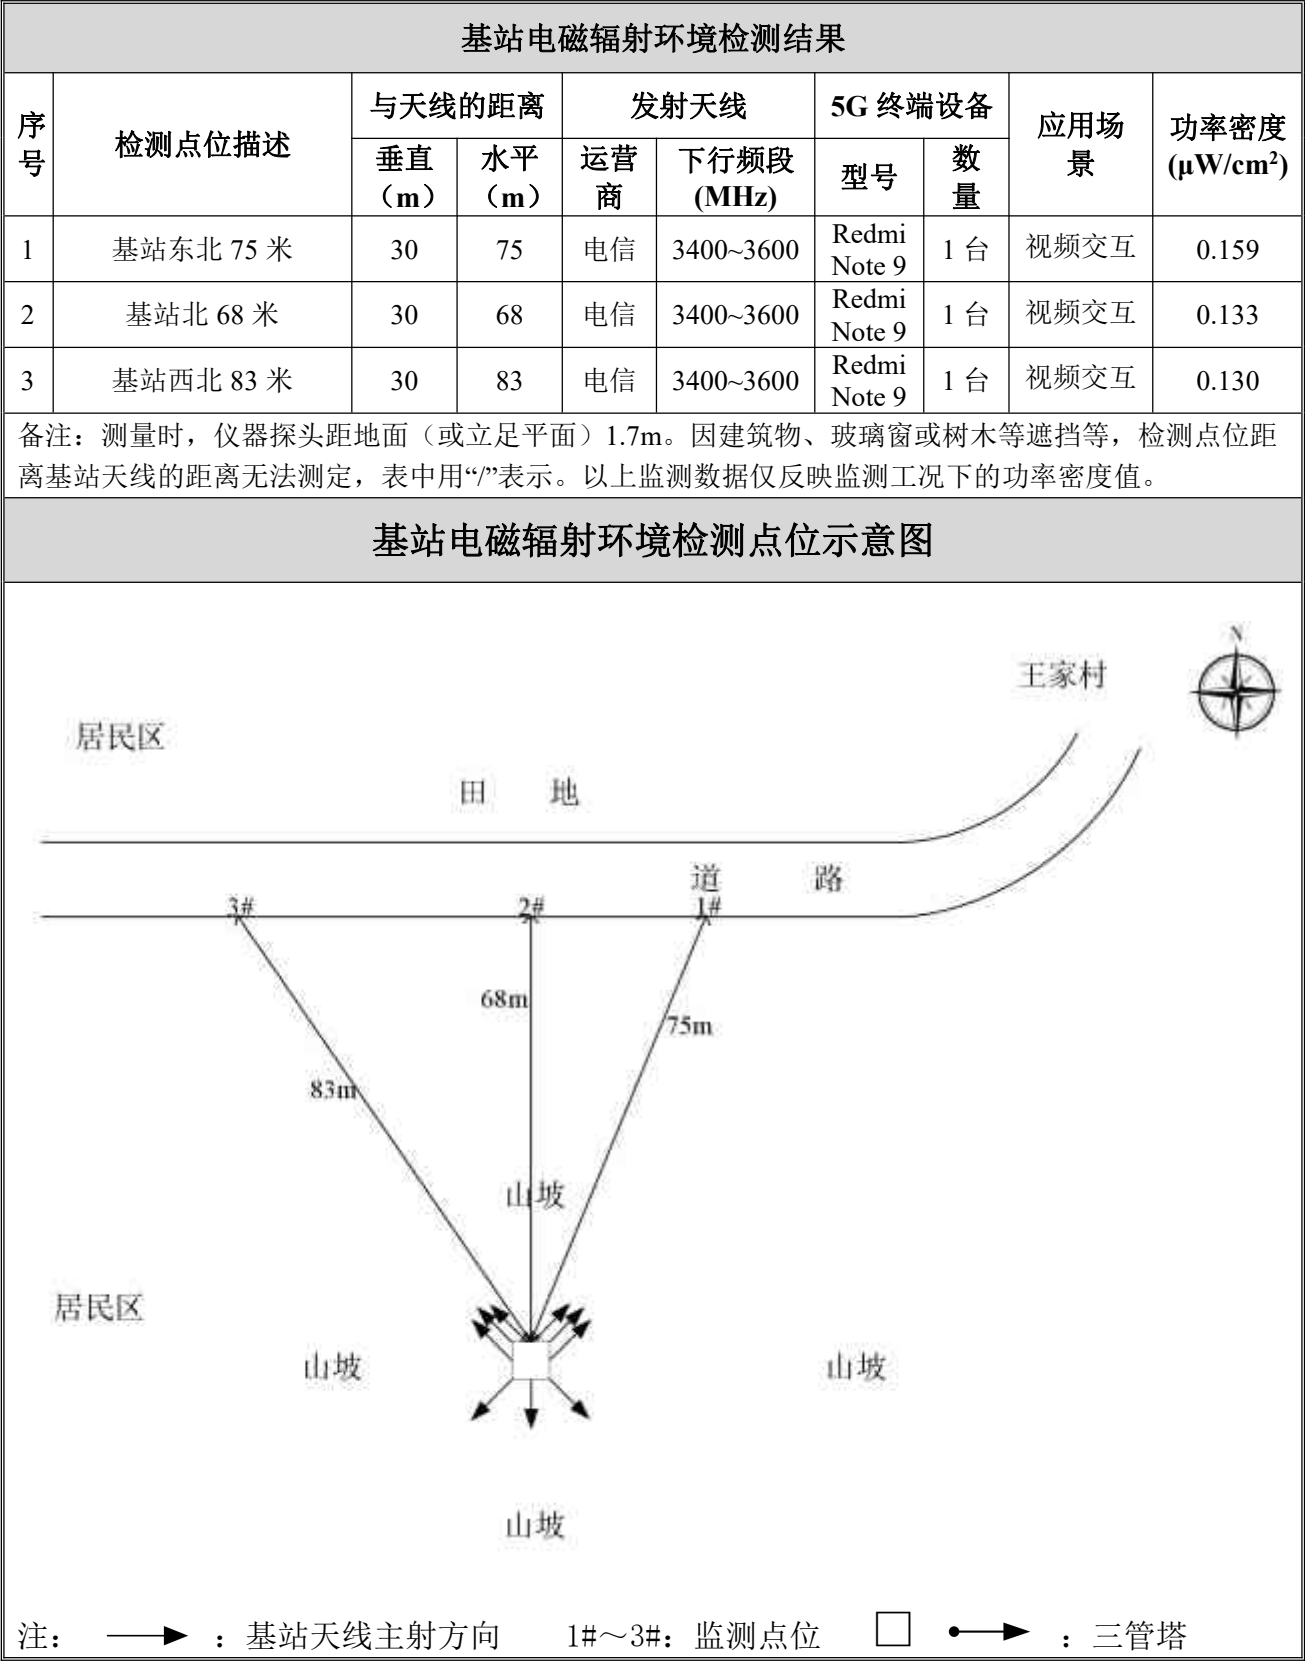 基站电磁辐射环境检测结果
序号 检测点位描述 与天线的距离 发射天线 5G 终端设备 应用场景 功率密度 (μW/cm²)
垂直（m） 水平（m） 运营商 下行频段 (MHz) 型号 数量
1 基站东北 75 米 30 75 电信 3400~3600 Redmi Note 9 1 台 视频交互 0.159
2 基站北 68 米 30 68 电信 3400~3600 Redmi Note 9 1 台 视频交互 0.133
3 基站西北 83 米 30 83 电信 3400~3600 Redmi Note 9 1 台 视频交互 0.130
备注：测量时，仪器探头距地面（或立足平面）1.7m。因建筑物、玻璃窗或树木等遮挡等，检测点位距
离基站天线的距离无法测定，表中用“/”表示。以上监测数据仅反映监测工况下的功率密度值。
基站电磁辐射环境检测点位示意图
N
王家村
居民区
田 地
道 路
3# 2# 1#
68m
75m
83m
山坡
居民区
山坡 山坡
山坡
注： ：基站天线主射方向 1#～3#：监测点位 ：三管塔